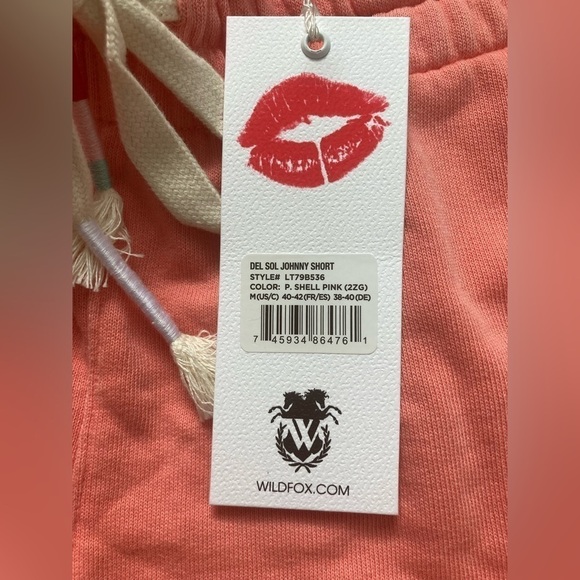 DEL SOL JOHNNY SHORT
STYLE# LT79B536
COLOR: P. SHELL PINK (2ZG)
M(US/C) 40-42(FR/ES) 38-40(DE)
7 45934 86476 1
W
WILDFOX.COM